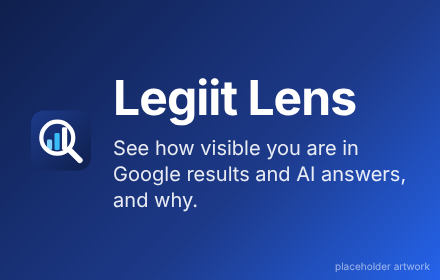 Legiit Lens
See how visible you are in
Google results and AI answers,
and why.
placeholder artwork